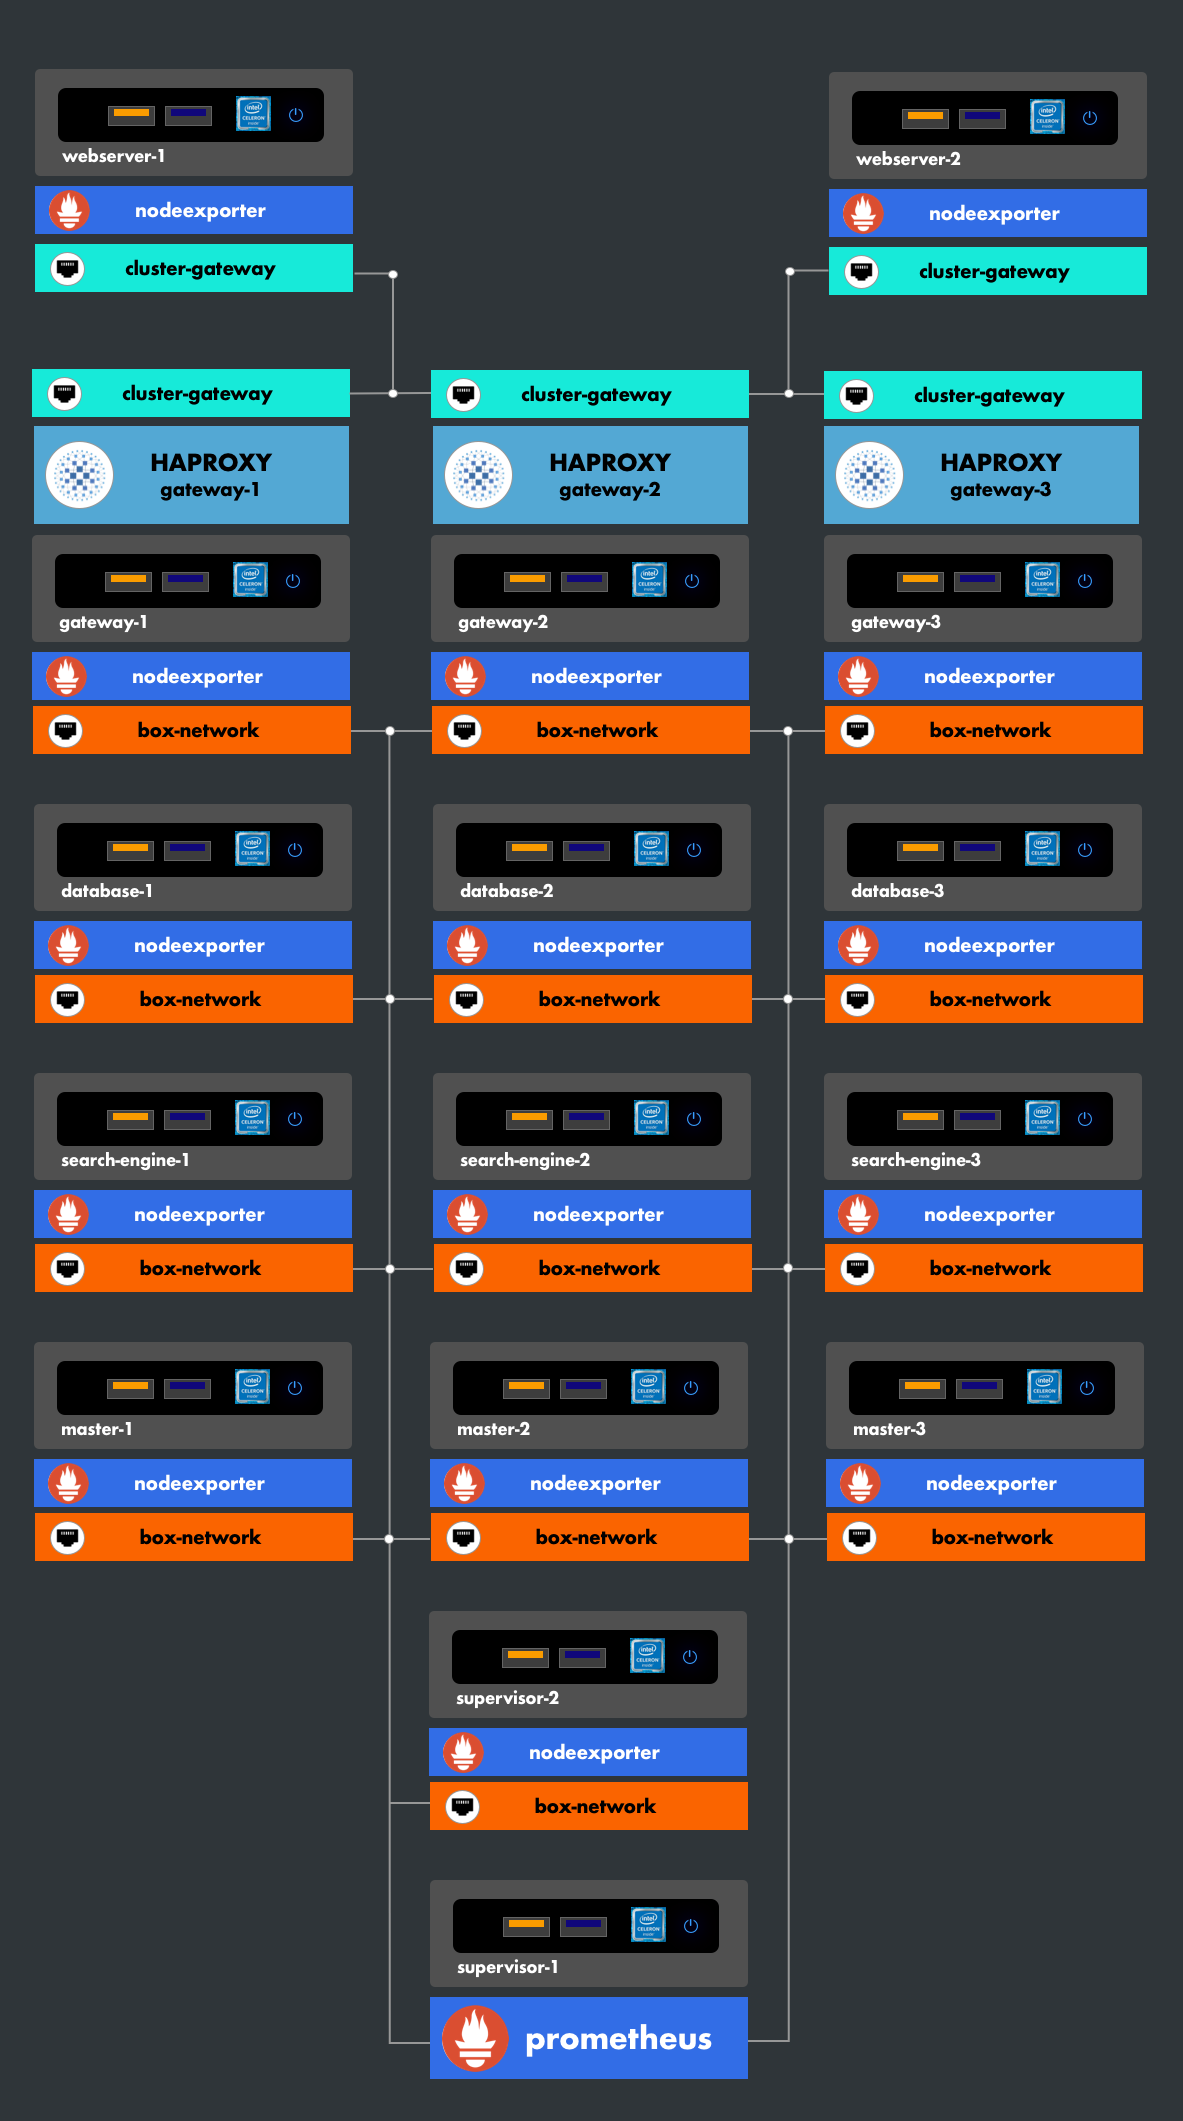 webserver-1
nodeexporter
cluster-gateway
webserver-2
nodeexporter
cluster-gateway
cluster-gateway
HAPROXY
gateway-1
gateway-1
nodeexporter
box-network
cluster-gateway
HAPROXY
gateway-2
gateway-2
nodeexporter
box-network
cluster-gateway
HAPROXY
gateway-3
gateway-3
nodeexporter
box-network
database-1
nodeexporter
box-network
database-2
nodeexporter
box-network
database-3
nodeexporter
box-network
search-engine-1
nodeexporter
box-network
search-engine-2
nodeexporter
box-network
search-engine-3
nodeexporter
box-network
master-1
nodeexporter
box-network
master-2
nodeexporter
box-network
master-3
nodeexporter
box-network
supervisor-2
nodeexporter
box-network
supervisor-1
prometheus